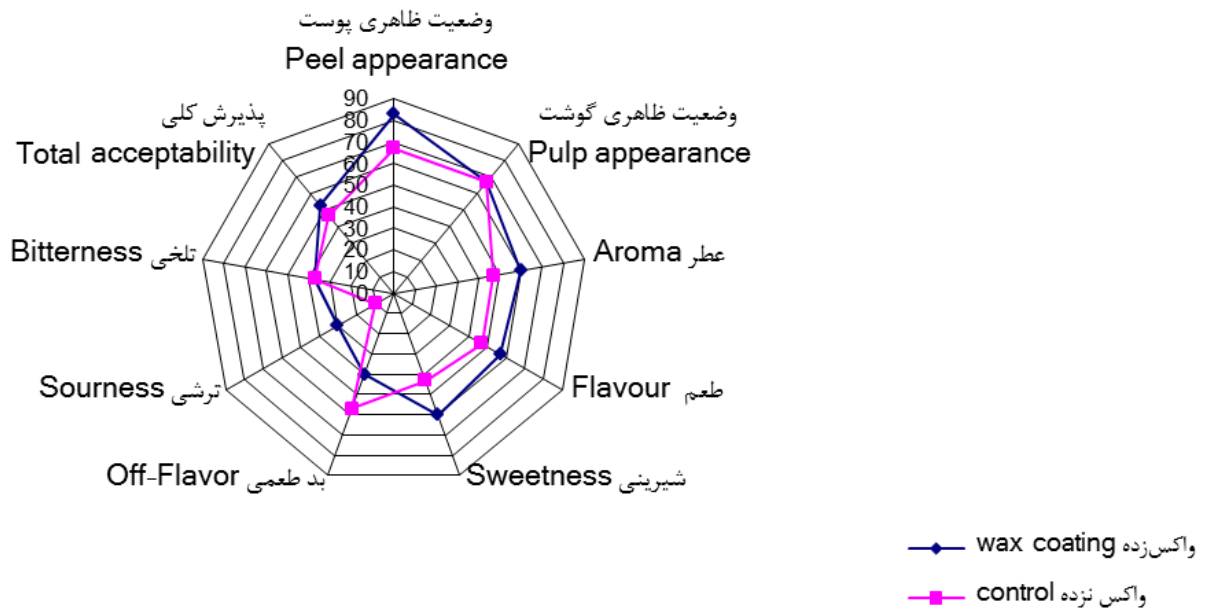 وضعیت ظاهری پوست
Peel appearance
وضعیت ظاهری گوشت
Pulp appearance
عطر Aroma
طعم Flavour
شیرینی Sweetness
بد طعمی Off-Flavor
ترشی Sourness
تلخی Bitterness
پذیرش کلی
Total acceptability
90
80
70
60
50
40
30
20
10
0
واکس‌زده wax coating
واکس نزده control